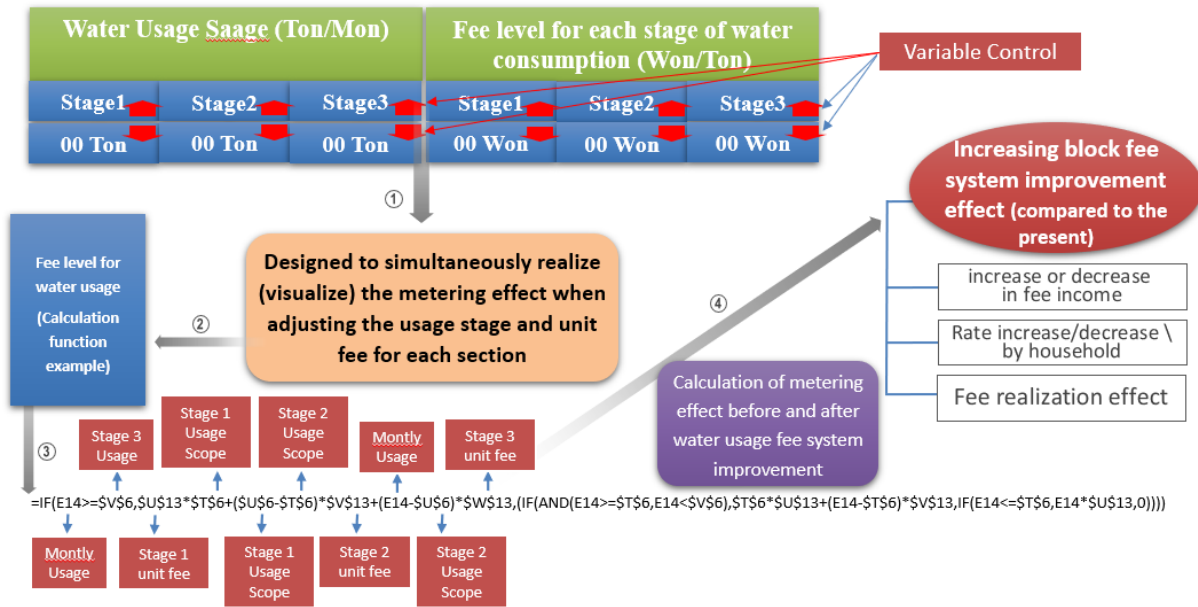 Water Usage Saage (Ton/Mon)
Fee level for each stage of water
consumption (Won/Ton)
Variable Control
Stage1
Stage2
Stage3
Stage1
Stage2
Stage3
00 Ton
00 Ton
00 Ton
00 Won
00 Won
00 Won
Increasing block fee
system improvement
effect (compared to the
present)
①
Fee level for
water usage
(Calculation
function
example)
Designed to simultaneously realize
(visualize) the metering effect when
adjusting the usage stage and unit
fee for each section
②
④
increase or decrease
in fee income
Rate increase/decrease \
by household
Fee realization effect
Calculation of metering
effect before and after
water usage fee system
improvement
③
Stage 3
Usage
Stage 1
Usage
Scope
Stage 2
Usage
Scope
Montly
Usage
Stage 3
unit fee
=IF(E14>=$V$6,$U$13*$T$6+($U$6-$T$6)*$V$13+(E14-$U$6)*$W$13,(IF(AND(E14>=$T$6,E14<$V$6),$T$6*$U$13+(E14-$T$6)*$V$13,IF(E14<=$T$6,E14*$U$13,0))))
Montly
Usage
Stage 1
unit fee
Stage 1
Usage
Scope
Stage 2
unit fee
Stage 2
Usage
Scope